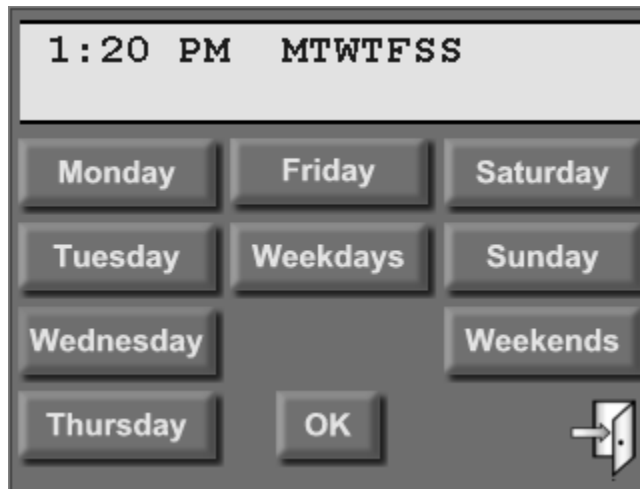 1:20 PM MTWTFSS
Monday Friday Saturday
Tuesday Weekdays Sunday
Wednesday Weekends
Thursday OK